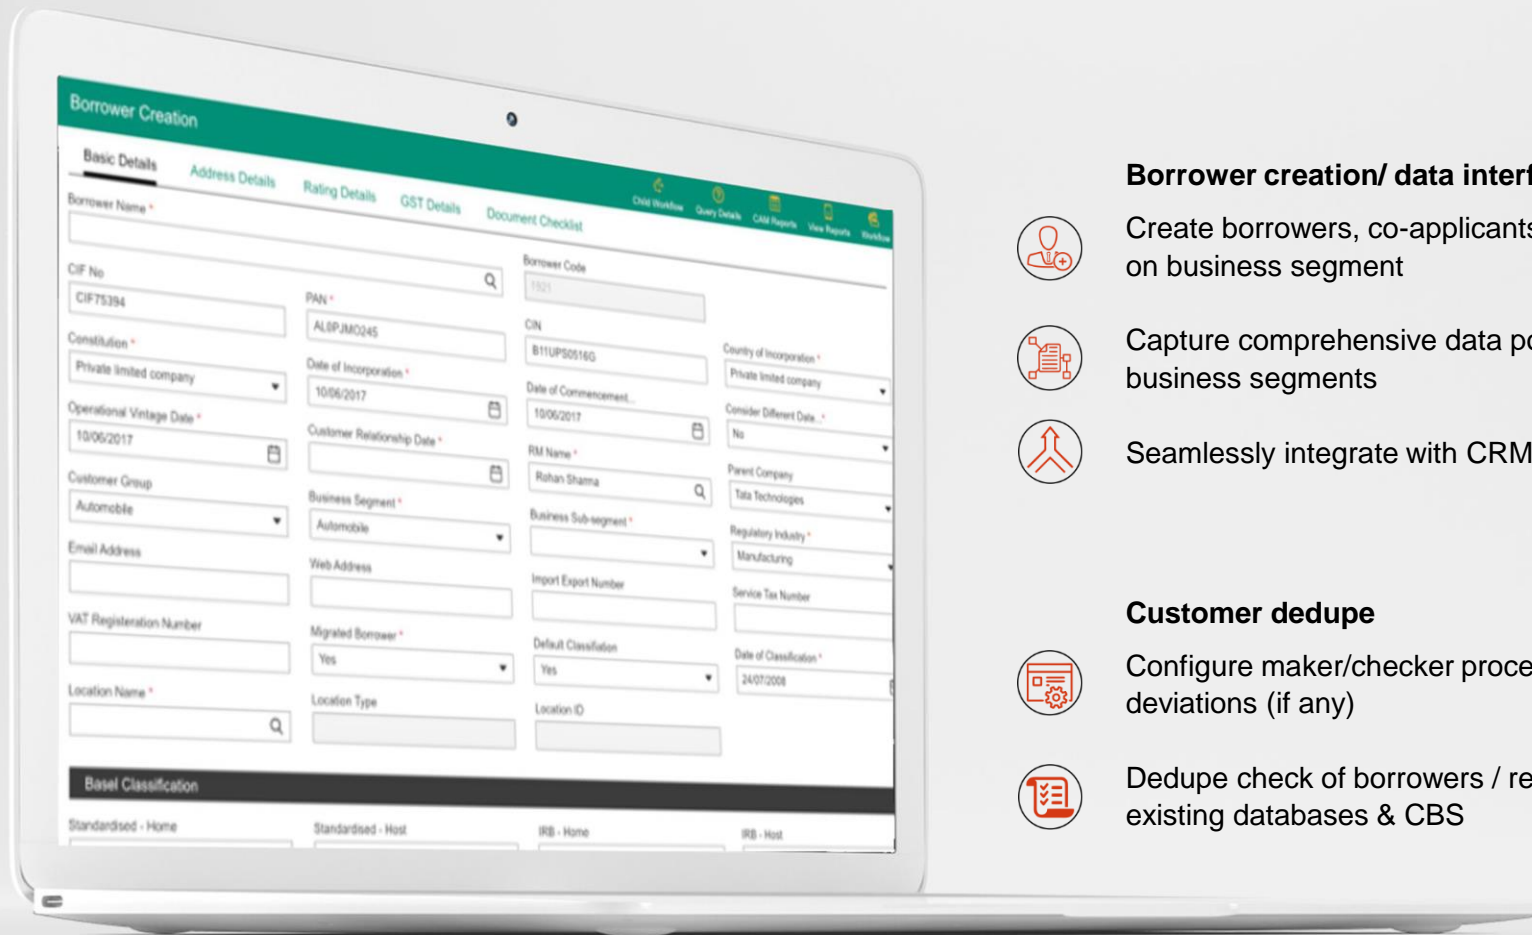 Borrower Creation
Child Workflow Query Details CAM Reports View Reports Workflow
Basic Details Address Details Rating Details GST Details Document Checklist
Borrower Name *
Borrower Code
1921
CIF No PAN * CIN Country of Incorporation *
CIF75394 AL0PJMO245 B11UPS0516G Private limited company
Constitution * Date of Incorporation * Date of Commencement... Consider Different Date...*
Private limited company 10/06/2017 10/06/2017 No
Operational Vintage Date * Customer Relationship Date * RM Name * Parent Company
10/06/2017 Rohan Sharma Tata Technologies
Customer Group Business Segment * Business Sub-segment * Regulatory Industry *
Automobile Automobile Manufacturing
Email Address Web Address Import Export Number Service Tax Number
VAT Registeration Number Migrated Borrower * Default Classifiation Date of Classification *
Yes Yes 24/07/2008
Location Name * Location Type Location ID
Basel Classification
Standardised - Home Standardised - Host IRB - Home IRB - Host
Borrower creation/ data interf
Create borrowers, co-applicants
on business segment
Capture comprehensive data po
business segments
Seamlessly integrate with CRM
Customer dedupe
Configure maker/checker proce
deviations (if any)
Dedupe check of borrowers / re
existing databases & CBS